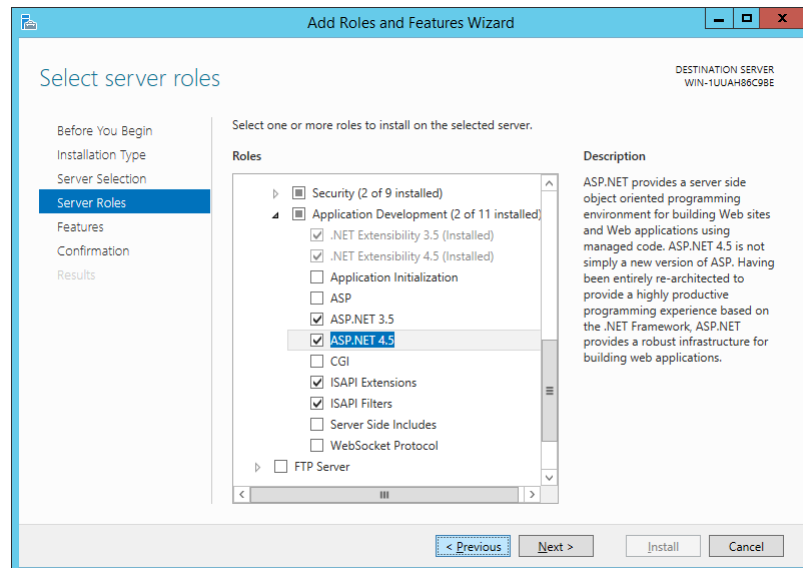 Add Roles and Features Wizard
Select server roles
DESTINATION SERVER
WIN-1UUAH86C9BE
Before You Begin
Installation Type
Server Selection
Server Roles
Features
Confirmation
Results
Select one or more roles to install on the selected server.
Roles
Security (2 of 9 installed)
Application Development (2 of 11 installed)
.NET Extensibility 3.5 (Installed)
.NET Extensibility 4.5 (Installed)
Application Initialization
ASP
ASP.NET 3.5
ASP.NET 4.5
CGI
ISAPI Extensions
ISAPI Filters
Server Side Includes
WebSocket Protocol
FTP Server
Description
ASP.NET provides a server side
object oriented programming
environment for building Web sites
and Web applications using
managed code. ASP.NET 4.5 is not
simply a new version of ASP. Having
been entirely re-architected to
provide a highly productive
programming experience based on
the .NET Framework, ASP.NET
provides a robust infrastructure for
building web applications.
< Previous
Next >
Install
Cancel